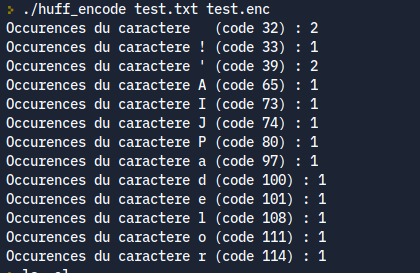 > ./huff_encode test.txt test.enc
Occurences du caractere   (code 32) : 2
Occurences du caractere ! (code 33) : 1
Occurences du caractere ' (code 39) : 2
Occurences du caractere A (code 65) : 1
Occurences du caractere I (code 73) : 1
Occurences du caractere J (code 74) : 1
Occurences du caractere P (code 80) : 1
Occurences du caractere a (code 97) : 1
Occurences du caractere d (code 100) : 1
Occurences du caractere e (code 101) : 1
Occurences du caractere l (code 108) : 1
Occurences du caractere o (code 111) : 1
Occurences du caractere r (code 114) : 1